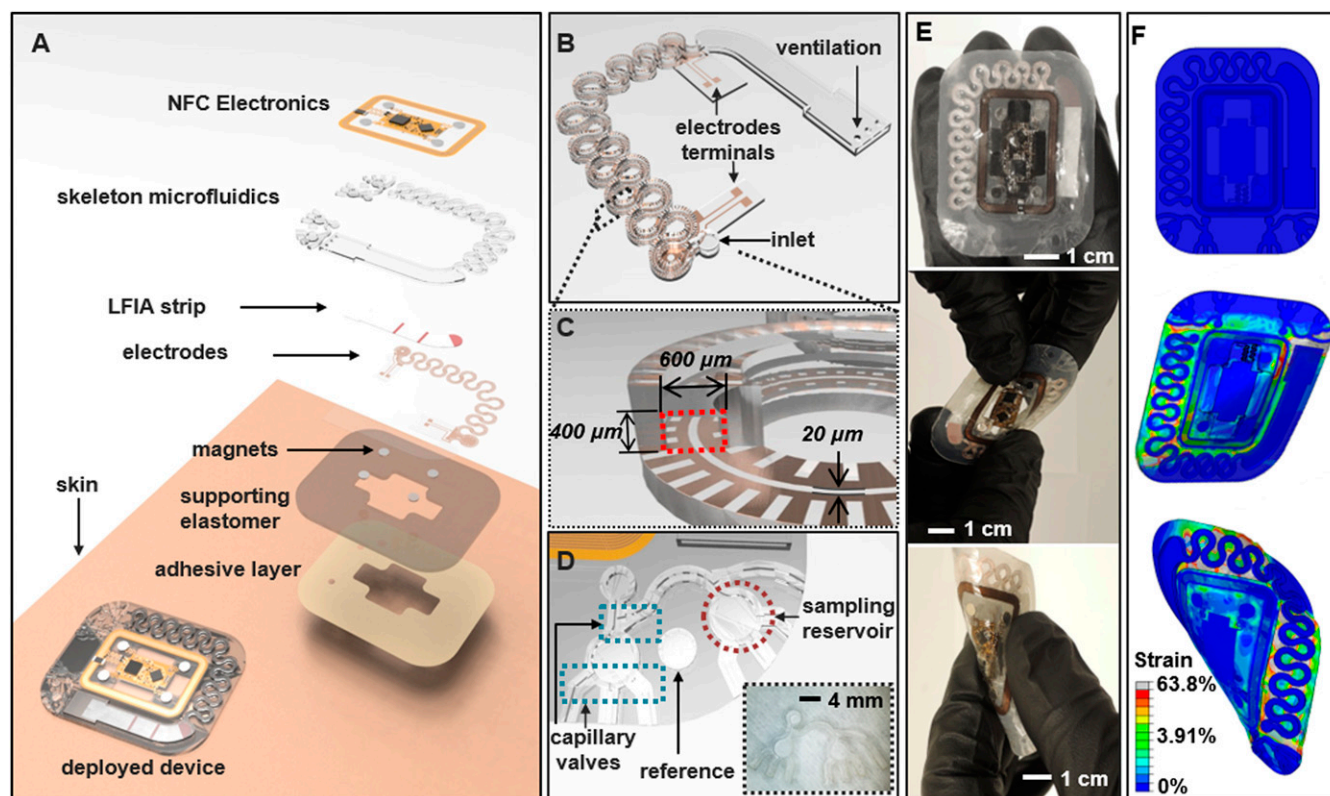 A
NFC Electronics
skeleton microfluidics
LFIA strip
electrodes
magnets
skin
supporting
elastomer
adhesive layer
deployed device
B
ventilation
electrodes
terminals
inlet
C
600 µm
400 µm
20 µm
D
sampling
reservoir
4 mm
capillary
valves
reference
E
1 cm
1 cm
1 cm
F
Strain
63.8%
3.91%
0%